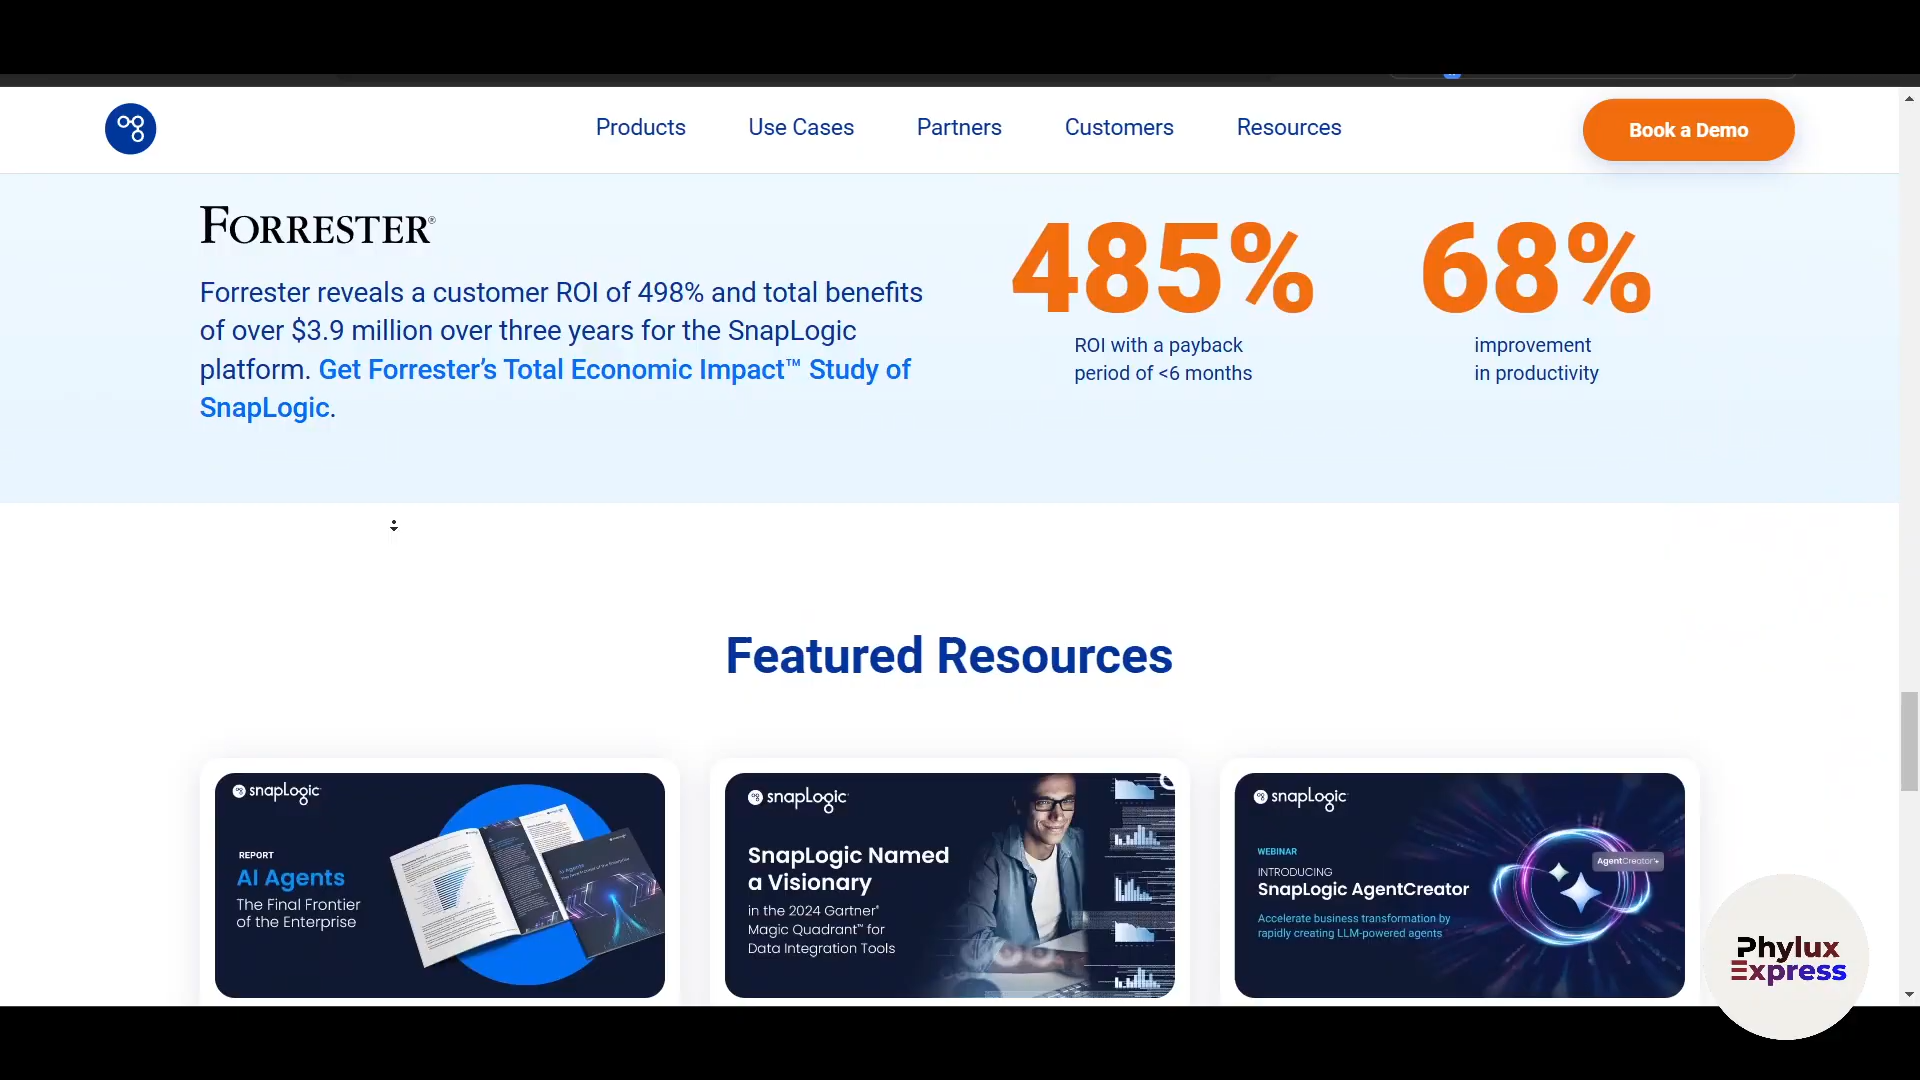 Products
Use Cases
Partners
Customers
Resources
Book a Demo
FORRESTER®
Forrester reveals a customer ROI of 498% and total benefits
of over $3.9 million over three years for the SnapLogic
platform. Get Forrester’s Total Economic Impact™ Study of
SnapLogic.
485%
ROI with a payback
period of <6 months
68%
improvement
in productivity
Featured Resources
snapLogic
REPORT
AI Agents
The Final Frontier
of the Enterprise
snapLogic
SnapLogic Named
a Visionary
in the 2024 Gartner®
Magic Quadrant™ for
Data Integration Tools
snapLogic
WEBINAR
INTRODUCING
SnapLogic AgentCreator
Accelerate business transformation by
rapidly creating LLM-powered agents
AgentCreator
Phylux
Express